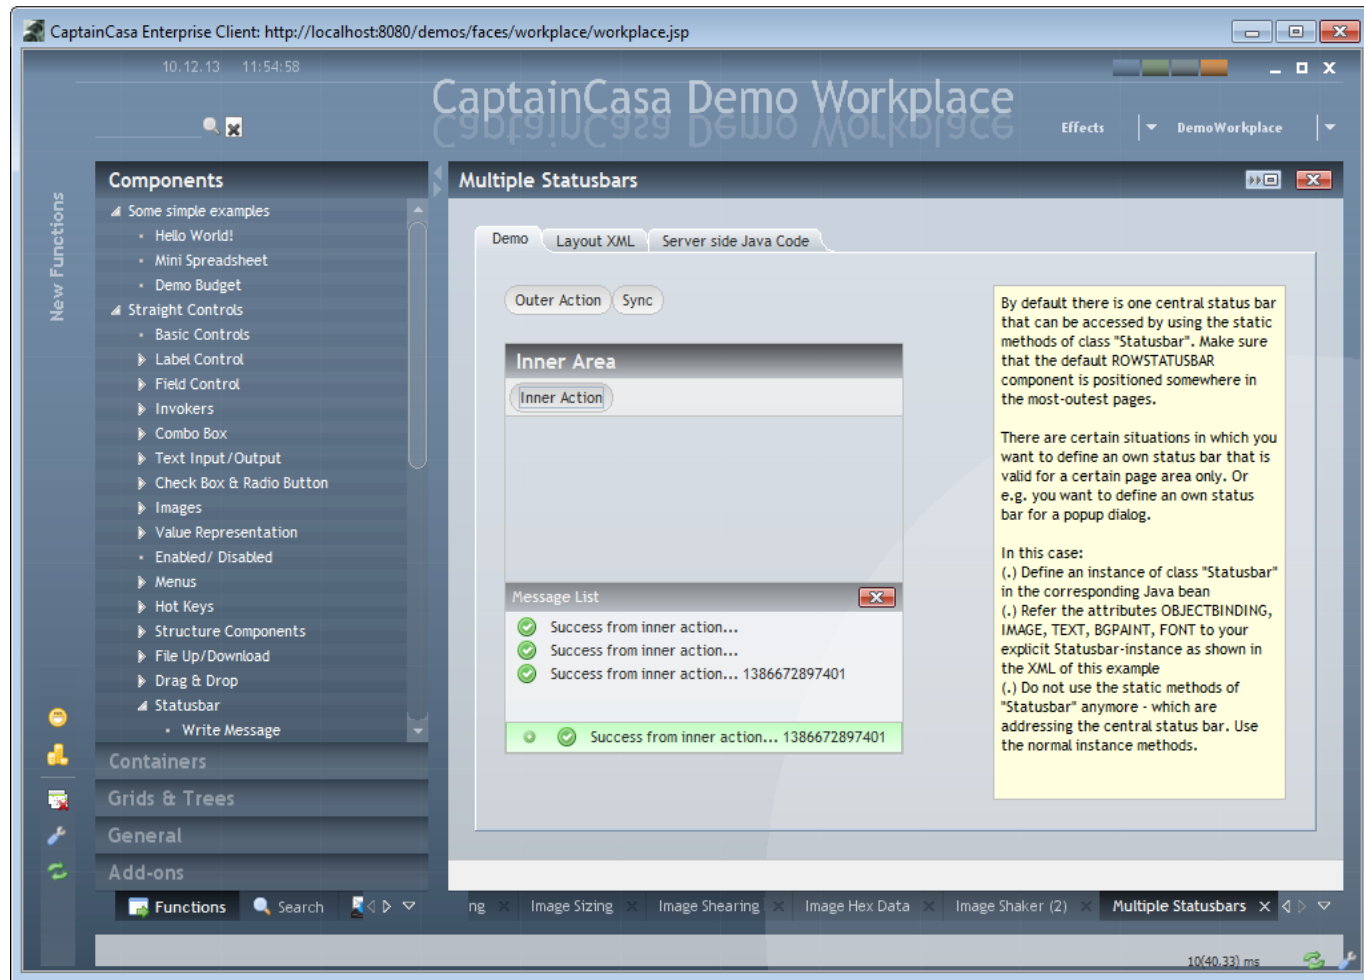 CaptainCasa Enterprise Client: http://localhost:8080/demos/faces/workplace/workplace.jsp
10.12.13 11:54:58
CaptainCasa Demo Workplace
Effects
DemoWorkplace
New Functions
Components
Some simple examples
Hello World!
Mini Spreadsheet
Demo Budget
Straight Controls
Basic Controls
Label Control
Field Control
Invokers
Combo Box
Text Input/Output
Check Box & Radio Button
Images
Value Representation
Enabled/ Disabled
Menus
Hot Keys
Structure Components
File Up/Download
Drag & Drop
Statusbar
Write Message
Containers
Grids & Trees
General
Add-ons
Functions
Search
Multiple Statusbars
Demo
Layout XML
Server side Java Code
Outer Action
Sync
Inner Area
Inner Action
Message List
Success from inner action...
Success from inner action...
Success from inner action... 1386672897401
Success from inner action... 1386672897401
By default there is one central status bar
that can be accessed by using the static
methods of class "Statusbar". Make sure
that the default ROWSTATUSBAR
component is positioned somewhere in
the most-outest pages.
There are certain situations in which you
want to define an own status bar that is
valid for a certain page area only. Or
e.g. you want to define an own status
bar for a popup dialog.
In this case:
(.) Define an instance of class "Statusbar"
in the corresponding Java bean
(.) Refer the attributes OBJECTBINDING,
IMAGE, TEXT, BGPAINT, FONT to your
explicit Statusbar-instance as shown in
the XML of this example
(.) Do not use the static methods of
"Statusbar" anymore - which are
addressing the central status bar. Use
the normal instance methods.
ng
Image Sizing
Image Shearing
Image Hex Data
Image Shaker (2)
Multiple Statusbars
10(40,33) ms